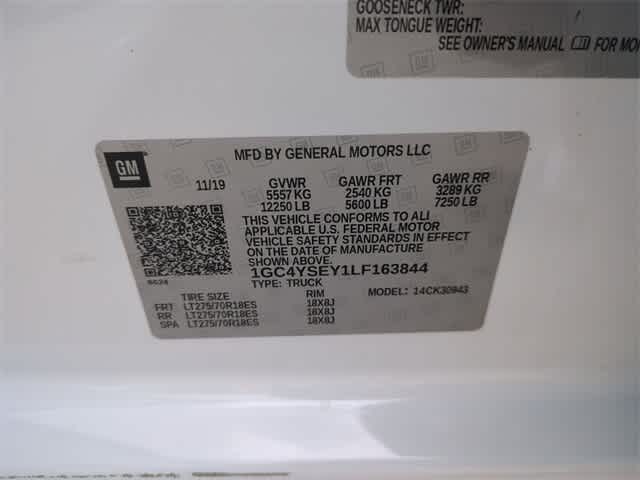 GOOSENECK TWR:
MAX TONGUE WEIGHT:
SEE OWNER'S MANUAL FOR MOR
GM
MFD BY GENERAL MOTORS LLC
11/19
GVWR GAWR FRT GAWR RR
5557 KG 2540 KG 3289 KG
12250 LB 5600 LB 7250 LB
THIS VEHICLE CONFORMS TO ALL
APPLICABLE U.S. FEDERAL MOTOR
VEHICLE SAFETY STANDARDS IN EFFECT
ON THE DATE OF MANUFACTURE
SHOWN ABOVE.
1GC4YSEY1LF163844
TYPE: TRUCK MODEL: 14CK30943
TIRE SIZE RIM
FRT LT275/70R18ES 18X8J
RR LT275/70R18ES 18X8J
SPA LT275/70R18ES 18X8J